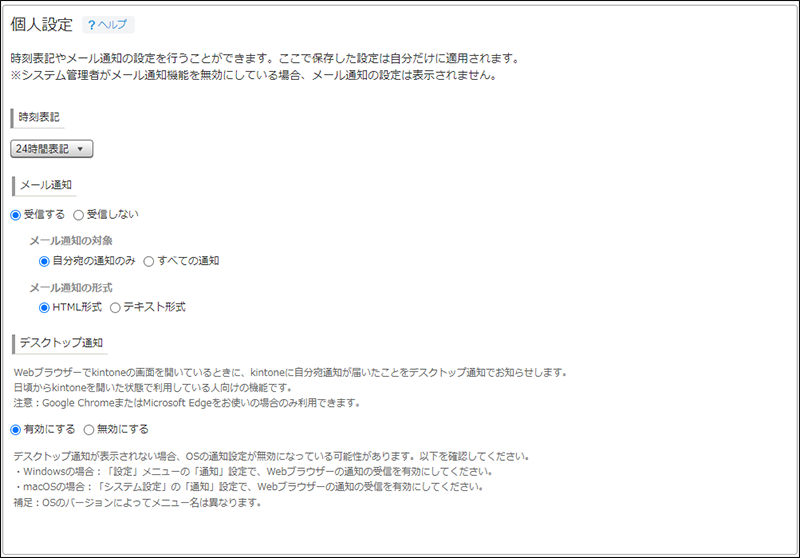 個人設定 ? ヘルプ
時刻表記やメール通知の設定を行うことができます。ここで保存した設定は自分だけに適用されます。
※システム管理者がメール通知機能を無効にしている場合、メール通知の設定は表示されません。
時刻表記
24時間表記 ▼
メール通知
受信する 受信しない
メール通知の対象
自分宛の通知のみ すべての通知
メール通知の形式
HTML形式 テキスト形式
デスクトップ通知
Webブラウザーでkintoneの画面を開いているときに、kintoneに自分宛通知が届いたことをデスクトップ通知でお知らせします。
日頃からkintoneを開いた状態で利用している人向けの機能です。
注意：Google ChromeまたはMicrosoft Edgeをお使いの場合のみ利用できます。
有効にする 無効にする
デスクトップ通知が表示されない場合、OSの通知設定が無効になっている可能性があります。以下を確認してください。
・Windowsの場合：「設定」メニューの「通知」設定で、Webブラウザーの通知の受信を有効にしてください。
・macOSの場合：「システム設定」の「通知」設定で、Webブラウザーの通知の受信を有効にしてください。
補足：OSのバージョンによってメニュー名は異なります。